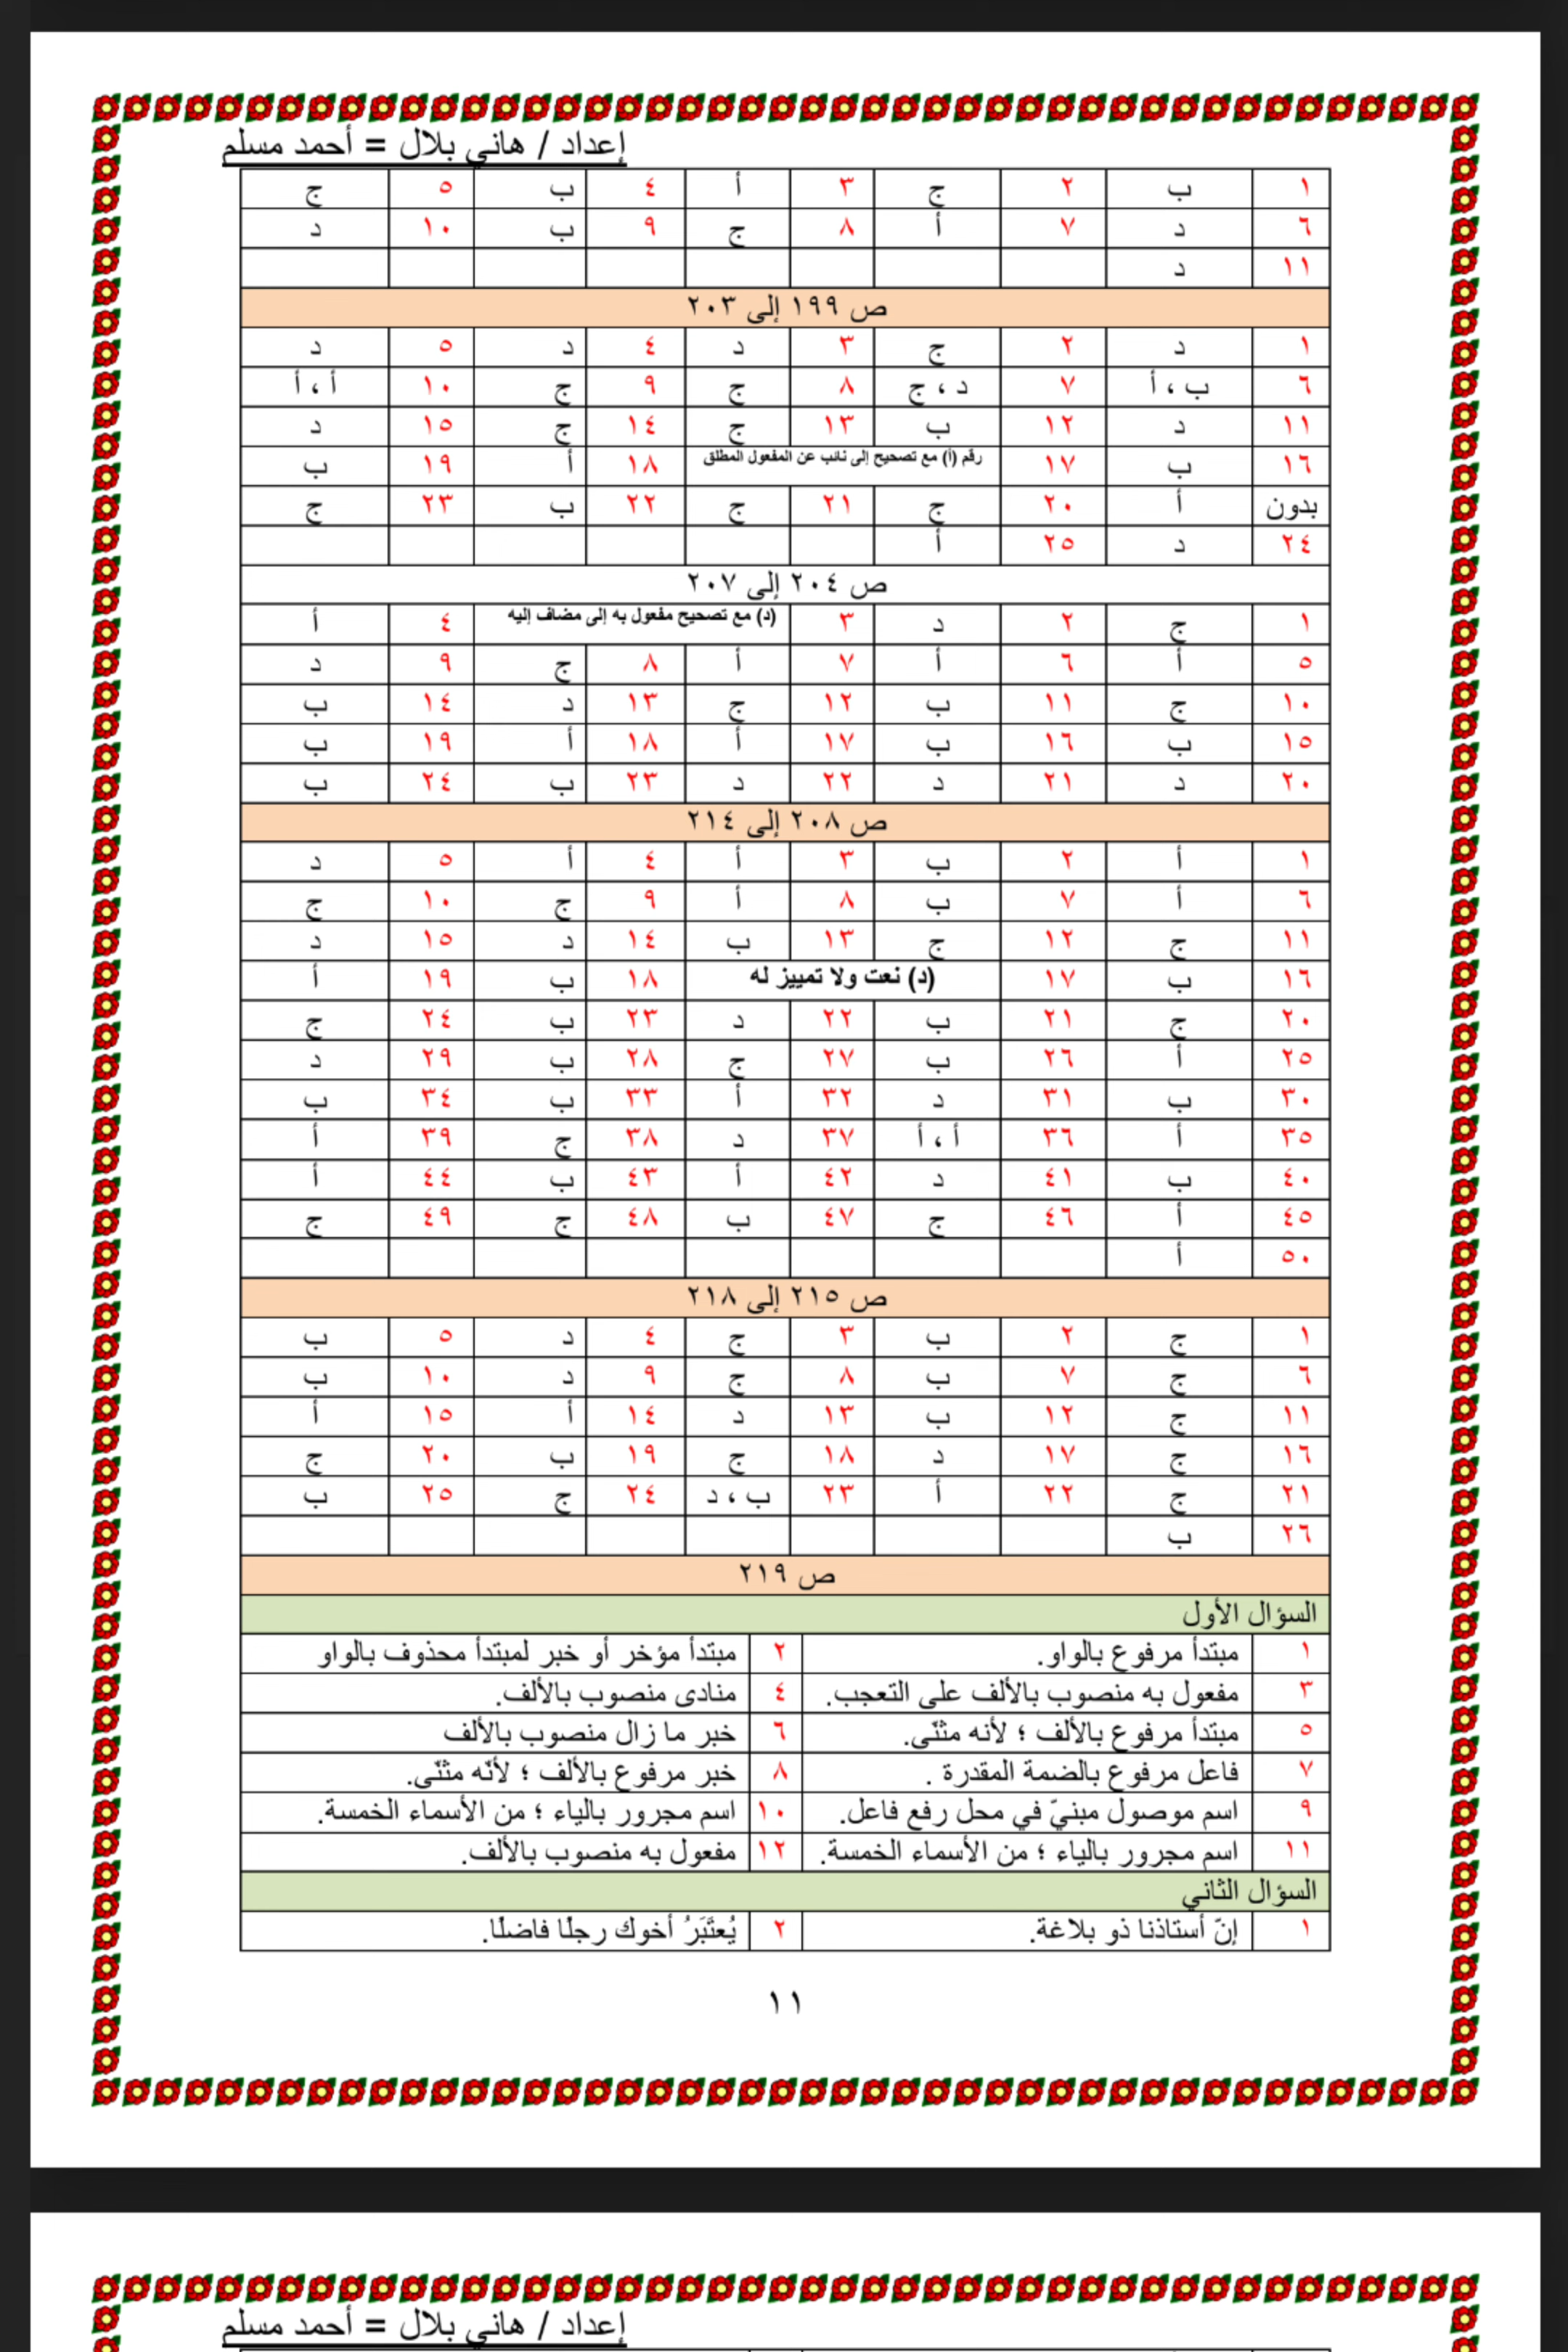 إعداد / هاني بلال = أحمد مسلم
١ ب ٢ ج ٣ أ ٤ ب ٥ ج
٦ د ٧ أ ٨ ج ٩ ب ١٠ د
١١ د
ص ١٩٩ إلى ٢٠٣
١ د ٢ ج ٣ د ٤ د ٥ د
٦ ب ، أ ٧ د ، ج ٨ ج ٩ ج ١٠ أ ، أ
١١ د ١٢ ب ١٣ ج ١٤ ج ١٥ د
١٦ ب ١٧ رقم (أ) مع تصحيح إلى نائب عن المفعول المطلق ١٨ أ ١٩ ب
بدون أ ٢٠ ج ٢١ ج ٢٢ ب ٢٣ ج
٢٤ د ٢٥ أ
ص ٢٠٤ إلى ٢٠٧
١ ج ٢ د ٣ (د) مع تصحيح مفعول به إلى مضاف إليه ٤ أ
٥ أ ٦ أ ٧ أ ٨ ج ٩ د
١٠ ج ١١ ب ١٢ ج ١٣ د ١٤ ب
١٥ ب ١٦ ب ١٧ أ ١٨ أ ١٩ ب
٢٠ د ٢١ د ٢٢ د ٢٣ ب ٢٤ ب
ص ٢٠٨ إلى ٢١٤
١ أ ٢ ب ٣ أ ٤ أ ٥ د
٦ أ ٧ ب ٨ أ ٩ ج ١٠ ج
١١ ج ١٢ ج ١٣ ب ١٤ د ١٥ د
١٦ ب ١٧ (د) نعت ولا تمييز له ١٨ ب ١٩ أ
٢٠ ج ٢١ ب ٢٢ د ٢٣ ب ٢٤ ج
٢٥ أ ٢٦ ب ٢٧ ج ٢٨ ب ٢٩ د
٣٠ ب ٣١ د ٣٢ أ ٣٣ ب ٣٤ ب
٣٥ أ ٣٦ أ ، أ ٣٧ د ٣٨ ج ٣٩ أ
٤٠ ب ٤١ د ٤٢ أ ٤٣ ب ٤٤ أ
٤٥ أ ٤٦ ج ٤٧ ب ٤٨ ج ٤٩ ج
٥٠ أ
ص ٢١٥ إلى ٢١٨
١ ج ٢ ب ٣ ج ٤ د ٥ ب
٦ ج ٧ ب ٨ ج ٩ د ١٠ ب
١١ ج ١٢ ب ١٣ د ١٤ أ ١٥ أ
١٦ ج ١٧ د ١٨ ج ١٩ ب ٢٠ ج
٢١ ج ٢٢ أ ٢٣ ب ، د ٢٤ ج ٢٥ ب
٢٦ ب
ص ٢١٩
السؤال الأول
١ مبتدأ مرفوع بالواو. ٢ مبتدأ مؤخر أو خبر لمبتدأ محذوف بالواو
٣ مفعول به منصوب بالألف على التعجب. ٤ منادى منصوب بالألف.
٥ مبتدأ مرفوع بالألف ؛ لأنه مثنّى. ٦ خبر ما زال منصوب بالألف
٧ فاعل مرفوع بالضمة المقدرة . ٨ خبر مرفوع بالألف ؛ لأنّه مثنّى.
٩ اسم موصول مبنيّ في محل رفع فاعل. ١٠ اسم مجرور بالياء ؛ من الأسماء الخمسة.
١١ اسم مجرور بالياء ؛ من الأسماء الخمسة. ١٢ مفعول به منصوب بالألف.
السؤال الثاني
١ إنّ أستاذنا ذو بلاغة. ٢ يُعتَبَرُ أخوك رجلًا فاضلًا.
١١
إعداد / هاني بلال = أحمد مسلم